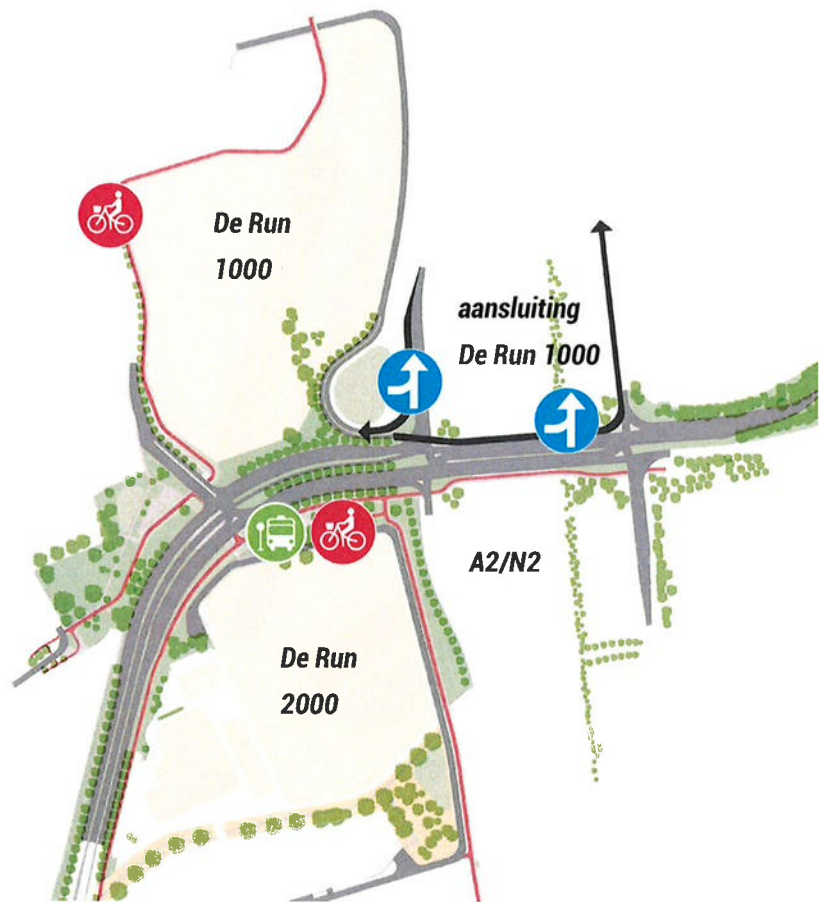 De Run
1000
aansluiting
De Run 1000
A2/N2
De Run
2000